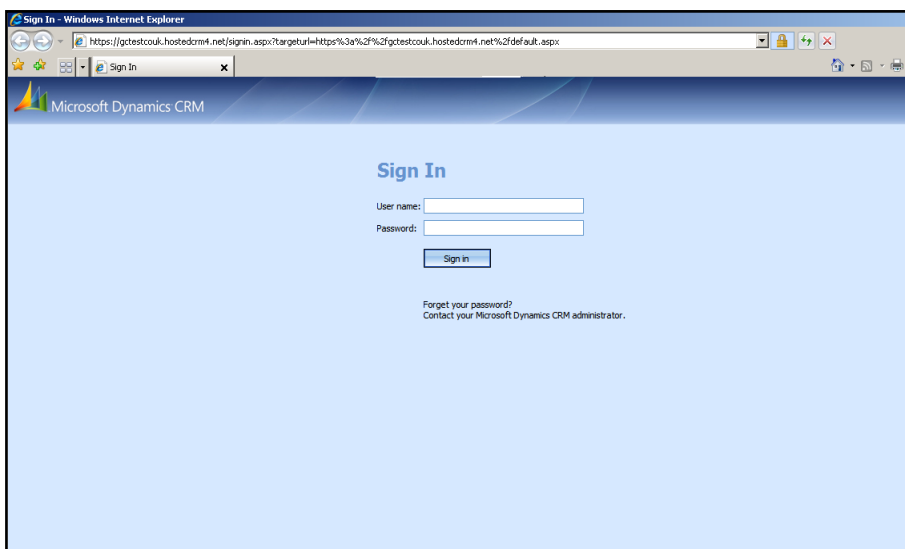 Sign In - Windows Internet Explorer
https://gctestcouk.hostedcrm4.net/signin.aspx?targeturl=https%3a%2f%2fgctestcouk.hostedcrm4.net%2fdefault.aspx
Sign In
Microsoft Dynamics CRM
Sign In
User name:
Password:
Sign in
Forget your password?
Contact your Microsoft Dynamics CRM administrator.